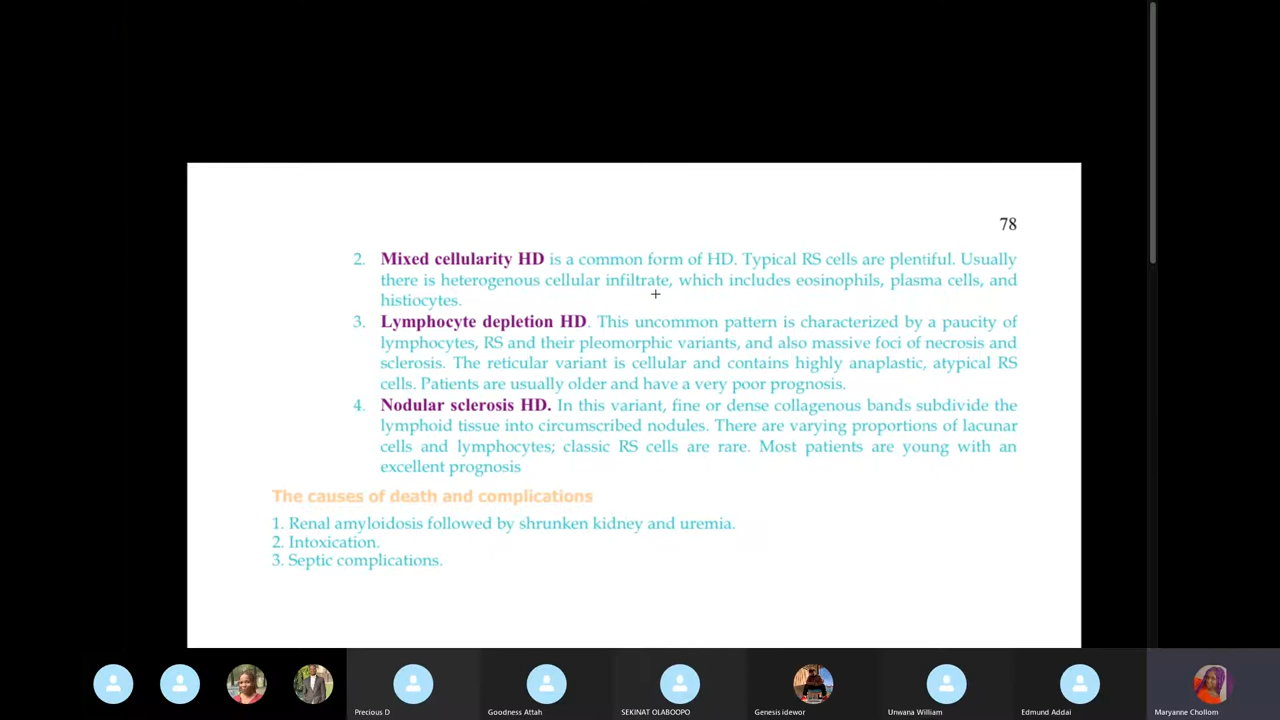 78
2. Mixed cellularity HD is a common form of HD. Typical RS cells are plentiful. Usually
there is heterogenous cellular infiltrate, which includes eosinophils, plasma cells, and
histiocytes.
3. Lymphocyte depletion HD. This uncommon pattern is characterized by a paucity of
lymphocytes, RS and their pleomorphic variants, and also massive foci of necrosis and
sclerosis. The reticular variant is cellular and contains highly anaplastic, atypical RS
cells. Patients are usually older and have a very poor prognosis.
4. Nodular sclerosis HD. In this variant, fine or dense collagenous bands subdivide the
lymphoid tissue into circumscribed nodules. There are varying proportions of lacunar
cells and lymphocytes; classic RS cells are rare. Most patients are young with an
excellent prognosis
The causes of death and complications
1. Renal amyloidosis followed by shrunken kidney and uremia.
2. Intoxication.
3. Septic complications.
Precious D
Goodness Attah
SEKINAT OLABOOPO
Genesis idewor
Unwana William
Edmund Addai
Maryanne Chollom